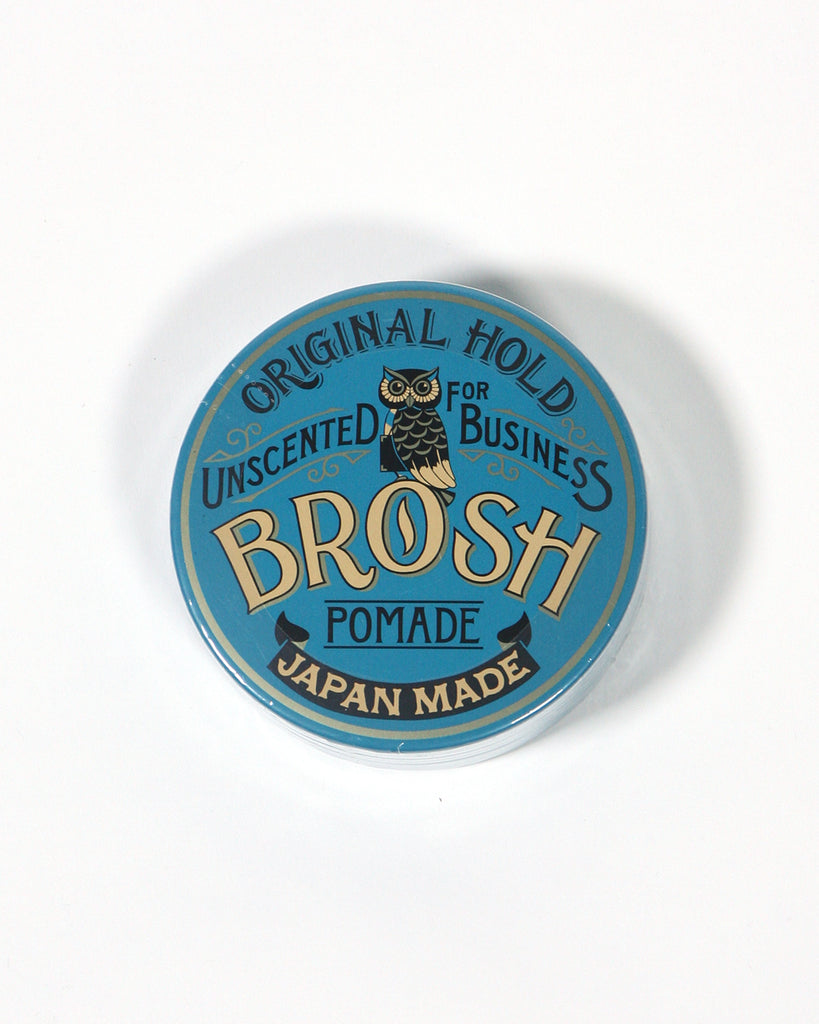 ORIGINAL HOLD
UNSCENTED FOR BUSINESS
BROSH
POMADE
JAPAN MADE